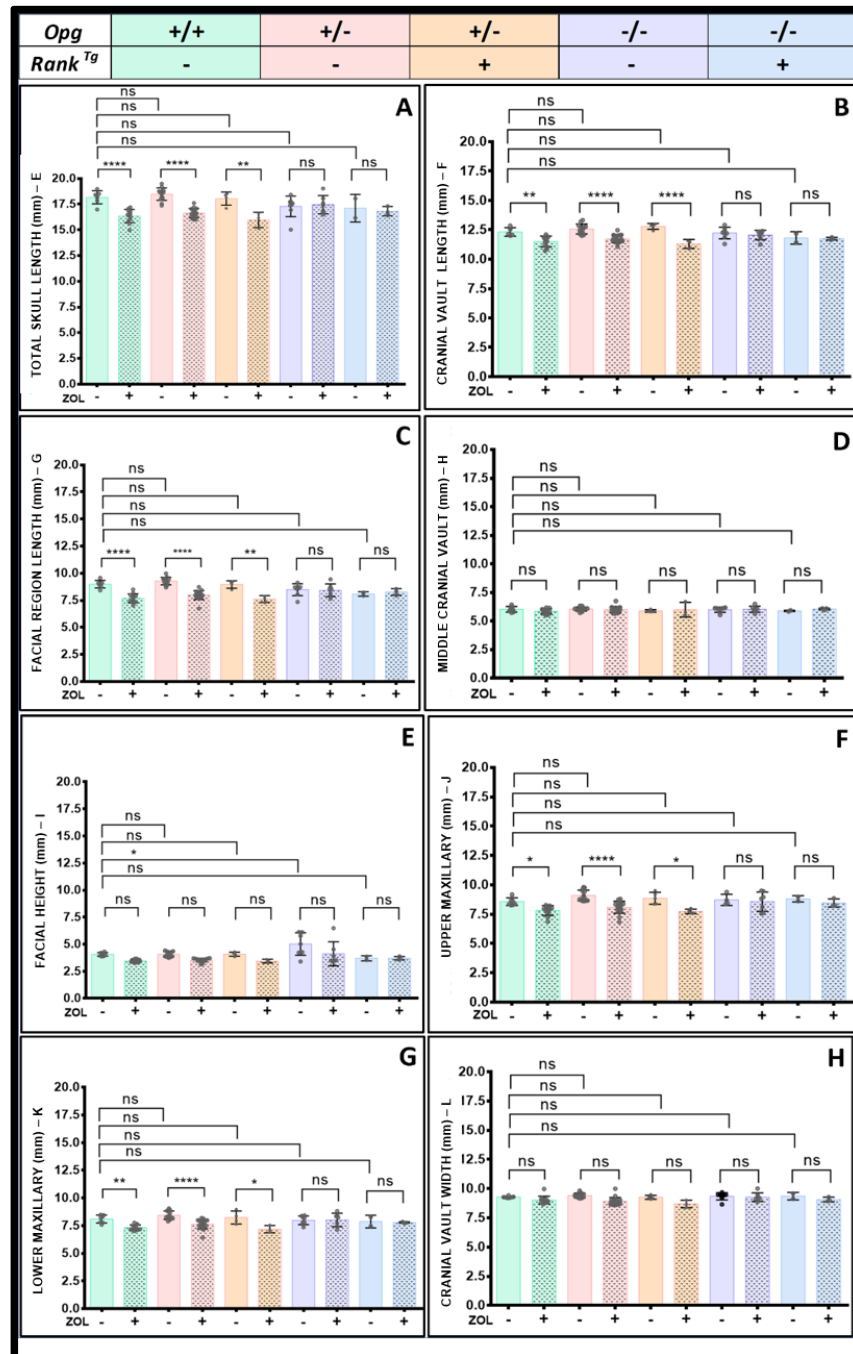 Opg +/+ +/- +/- -/- -/-
Rank Tg - - + - +
A
ns
ns
ns
ns
**** **** ** ns ns
TOTAL SKULL LENGTH (mm) – E
20.0
17.5
15.0
12.5
10.0
7.5
5.0
2.5
0.0
ZOL - + - + - + - + - +
B
ns
ns
ns
ns
** **** **** ns ns
CRANIAL VAULT LENGTH (mm) – F
20.0
17.5
15.0
12.5
10.0
7.5
5.0
2.5
0.0
ZOL - + - + - + - + - +
C
ns
ns
ns
ns
**** **** ** ns ns
FACIAL REGION LENGTH (mm) – G
20.0
17.5
15.0
12.5
10.0
7.5
5.0
2.5
0.0
ZOL - + - + - + - + - +
D
ns
ns
ns
ns
ns ns ns ns ns
MIDDLE CRANIAL VAULT (mm) – H
20.0
17.5
15.0
12.5
10.0
7.5
5.0
2.5
0.0
ZOL - + - + - + - + - +
E
ns
ns
*
ns
ns ns ns ns ns
FACIAL HEIGHT (mm) – I
20.0
17.5
15.0
12.5
10.0
7.5
5.0
2.5
0.0
ZOL - + - + - + - + - +
F
ns
ns
ns
ns
* **** * ns ns
UPPER MAXILLARY (mm) – J
20.0
17.5
15.0
12.5
10.0
7.5
5.0
2.5
0.0
ZOL - + - + - + - + - +
G
ns
ns
ns
ns
** **** * ns ns
LOWER MAXILLARY (mm) – K
20.0
17.5
15.0
12.5
10.0
7.5
5.0
2.5
0.0
ZOL - + - + - + - + - +
H
ns
ns
ns
ns
ns ns ns ns ns
CRANIAL VAULT WIDTH (mm) – L
20.0
17.5
15.0
12.5
10.0
7.5
5.0
2.5
0.0
ZOL - + - + - + - + - +